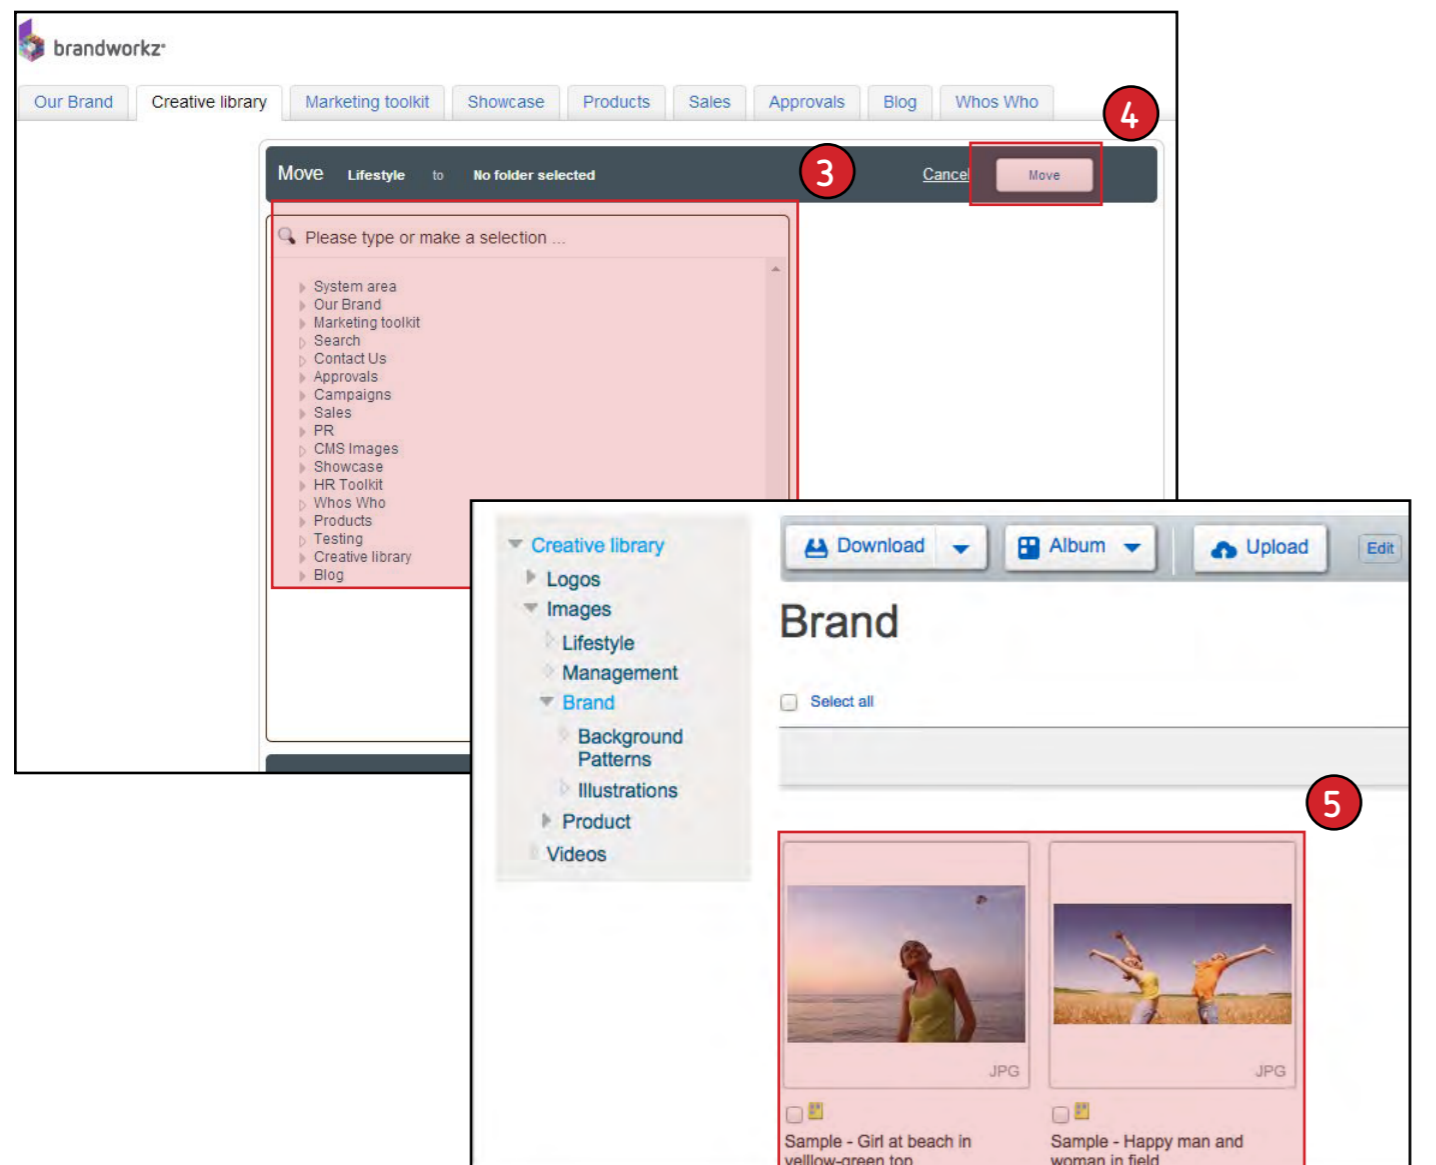 brandworkz
Our Brand
Creative library
Marketing toolkit
Showcase
Products
Sales
Approvals
Blog
Whos Who
4
Move Lifestyle to No folder selected
3
Cancel
Move
Please type or make a selection ...
System area
Our Brand
Marketing toolkit
Search
Contact Us
Approvals
Campaigns
Sales
PR
CMS Images
Showcase
HR Toolkit
Whos Who
Products
Testing
Creative library
Blog
Creative library
Logos
Images
Lifestyle
Management
Brand
Background
Patterns
Illustrations
Product
Videos
Download
Album
Upload
Edit
Brand
Select all
5
JPG
JPG
Sample - Girl at beach in
yelllow-green top
Sample - Happy man and
woman in field